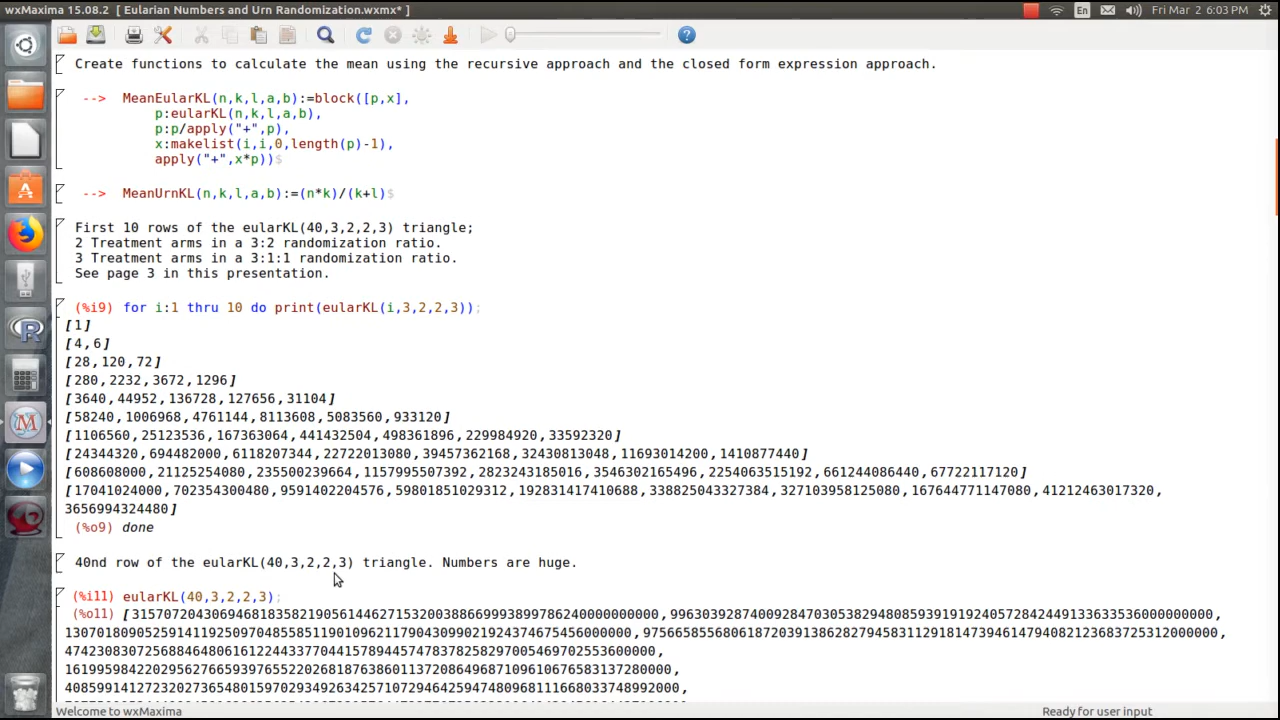 wxMaxima 15.08.2 [ Eularian Numbers and Urn Randomization.wxmx* ]
En
Fri Mar 2 6:03 PM
Create functions to calculate the mean using the recursive approach and the closed form expression approach.
--> MeanEularKL(n,k,l,a,b):=block([p,x],
p:eularKL(n,k,l,a,b),
p:p/apply("+",p),
x:makelist(i,i,0,length(p)-1),
apply("+",x*p))$
--> MeanUrnKL(n,k,l,a,b):=(n*k)/(k+l)$
First 10 rows of the eularKL(40,3,2,2,3) triangle;
2 Treatment arms in a 3:2 randomization ratio.
3 Treatment arms in a 3:1:1 randomization ratio.
See page 3 in this presentation.
(%i9) for i:1 thru 10 do print(eularKL(i,3,2,2,3));
[1]
[4,6]
[28,120,72]
[280,2232,3672,1296]
[3640,44952,136728,127656,31104]
[58240,1006968,4761144,8113608,5083560,933120]
[1106560,25123536,167363064,441432504,498361896,229984920,33592320]
[24344320,694482000,6118207344,22722013080,39457362168,32430813048,11693014200,1410877440]
[608608000,21125254080,235500239664,1157995507392,2823243185016,3546302165496,2254063515192,661244086440,67722117120]
[17041024000,702354300480,9591402204576,59801851029312,192831417410688,338825043327384,327103958125080,167644771147080,41212463017320,
3656994324480]
(%o9) done
40nd row of the eularKL(40,3,2,2,3) triangle. Numbers are huge.
(%i11) eularKL(40,3,2,2,3);
Welcome to wxMaxima
Ready for user input